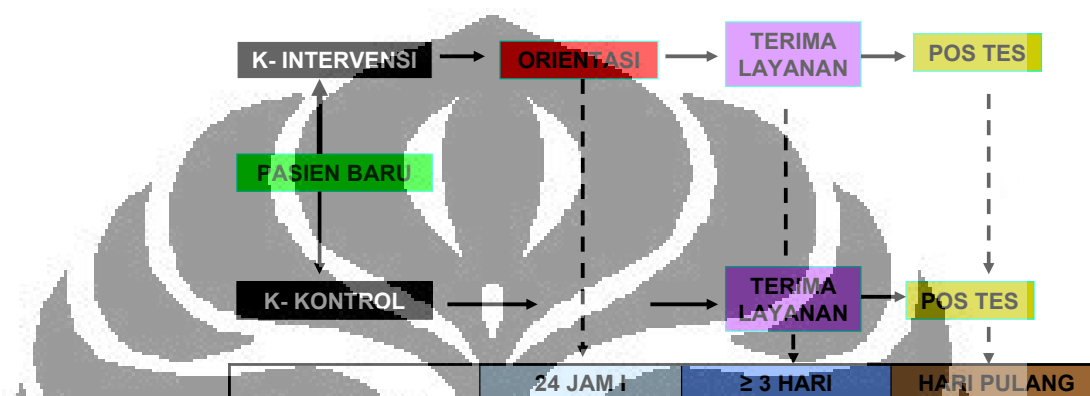 K- INTERVENSI
ORIENTASI
TERIMA
LAYANAN
POS TES
PASIEN BARU
K- KONTROL
TERIMA
LAYANAN
POS TES
24 JAM I
≥ 3 HARI
HARI PULANG